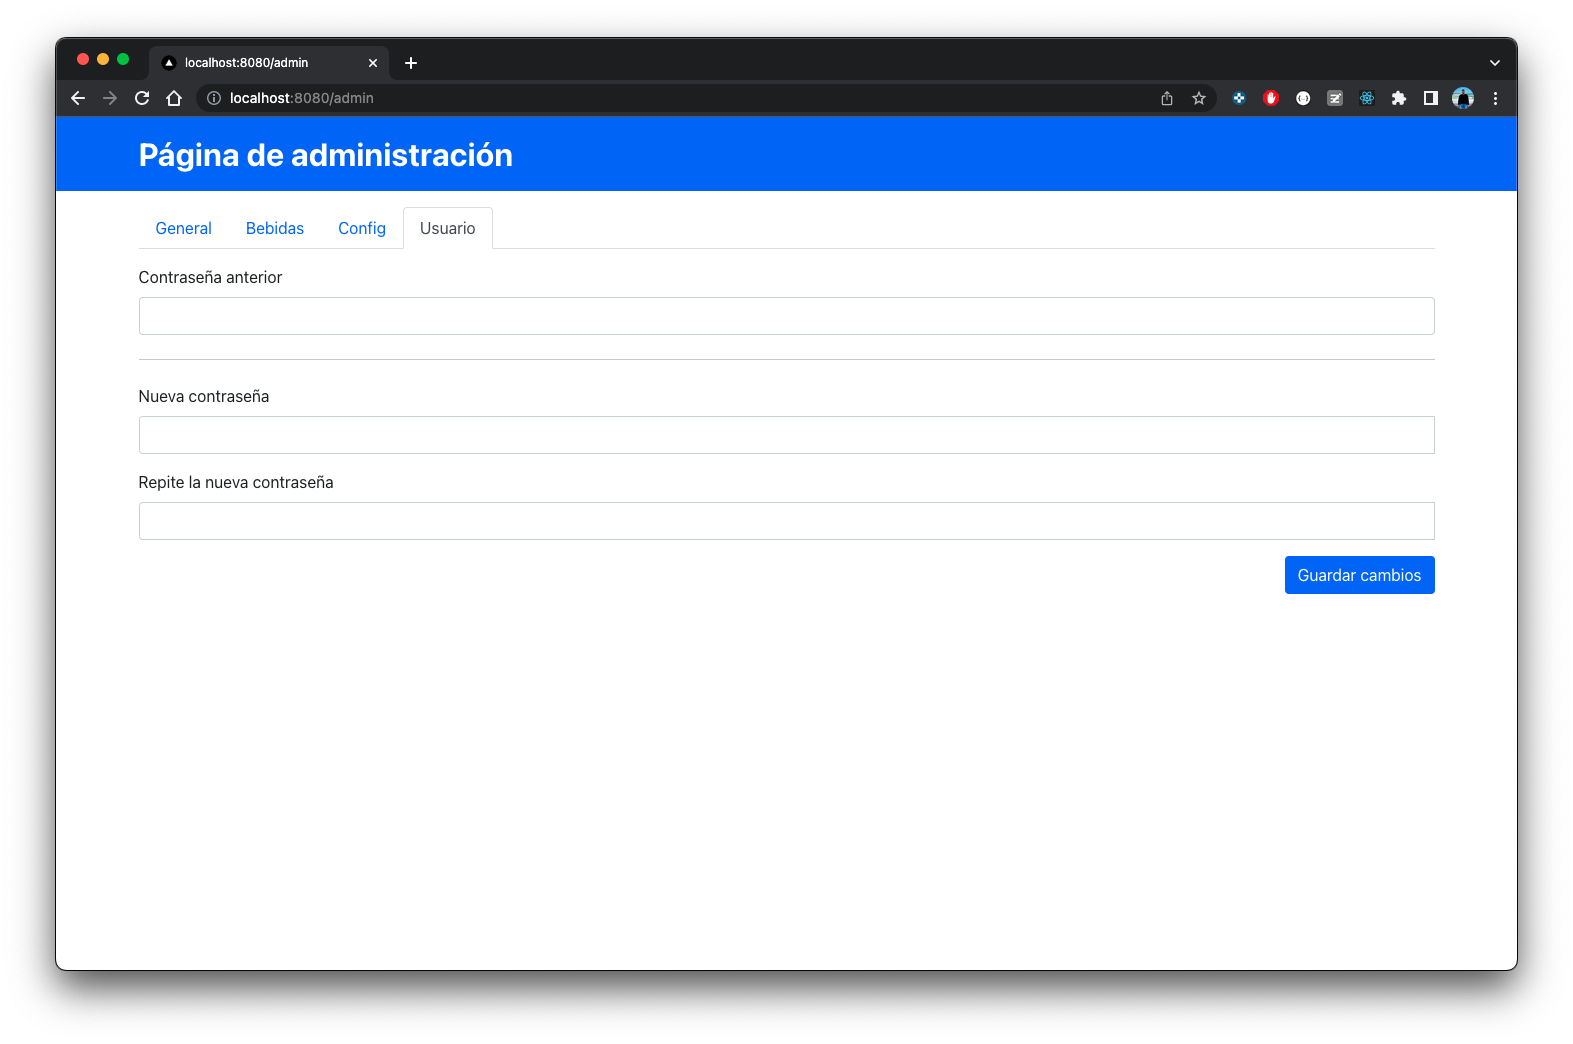 localhost:8080/admin
localhost:8080/admin
Página de administración
General Bebidas Config Usuario
Contraseña anterior
Nueva contraseña
Repite la nueva contraseña
Guardar cambios